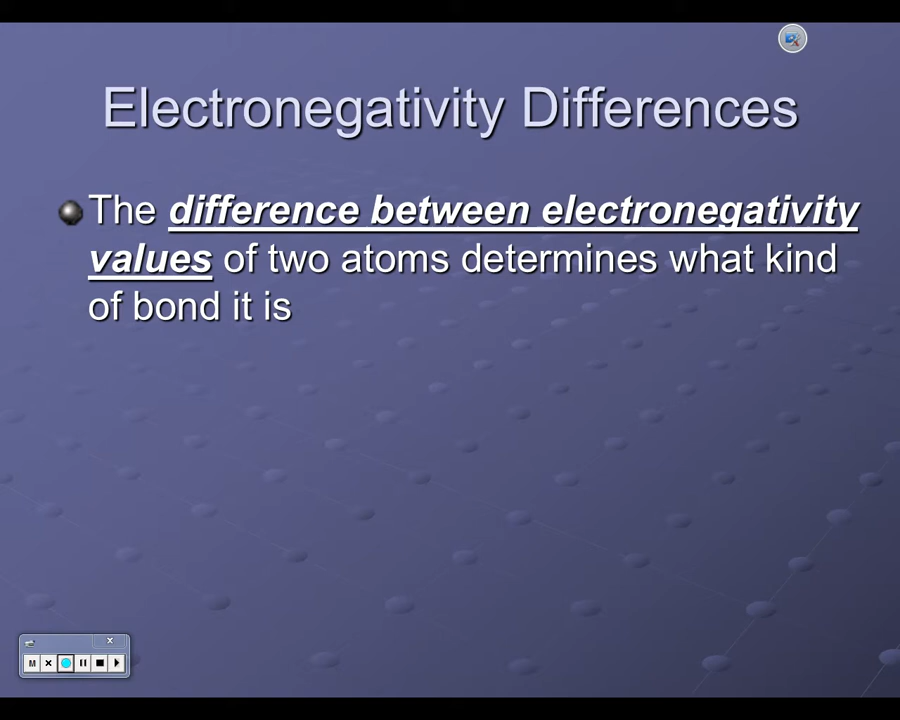 Electronegativity Differences
The difference between electronegativity
values of two atoms determines what kind
of bond it is
M